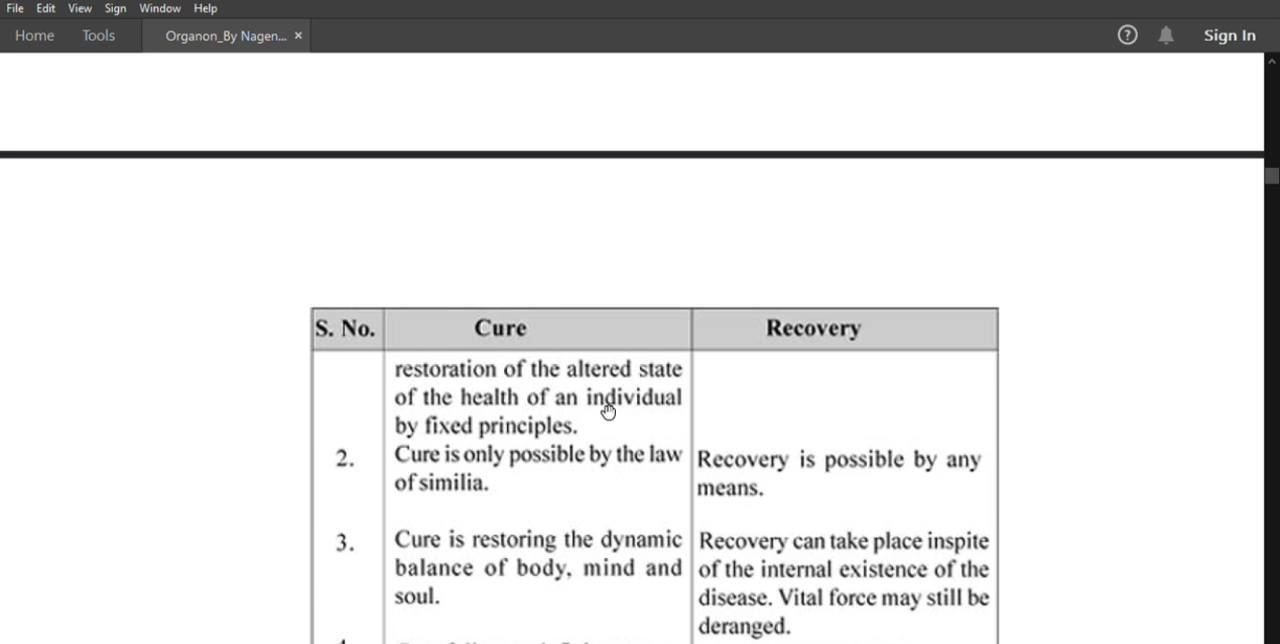 File Edit View Sign Window Help
Home Tools Organon_By Nagen... × ? Sign In
S. No. Cure Recovery
restoration of the altered state
of the health of an individual
by fixed principles.
2. Cure is only possible by the law
of similia.
Recovery is possible by any
means.
3. Cure is restoring the dynamic
balance of body, mind and
soul.
Recovery can take place inspite
of the internal existence of the
disease. Vital force may still be
deranged.